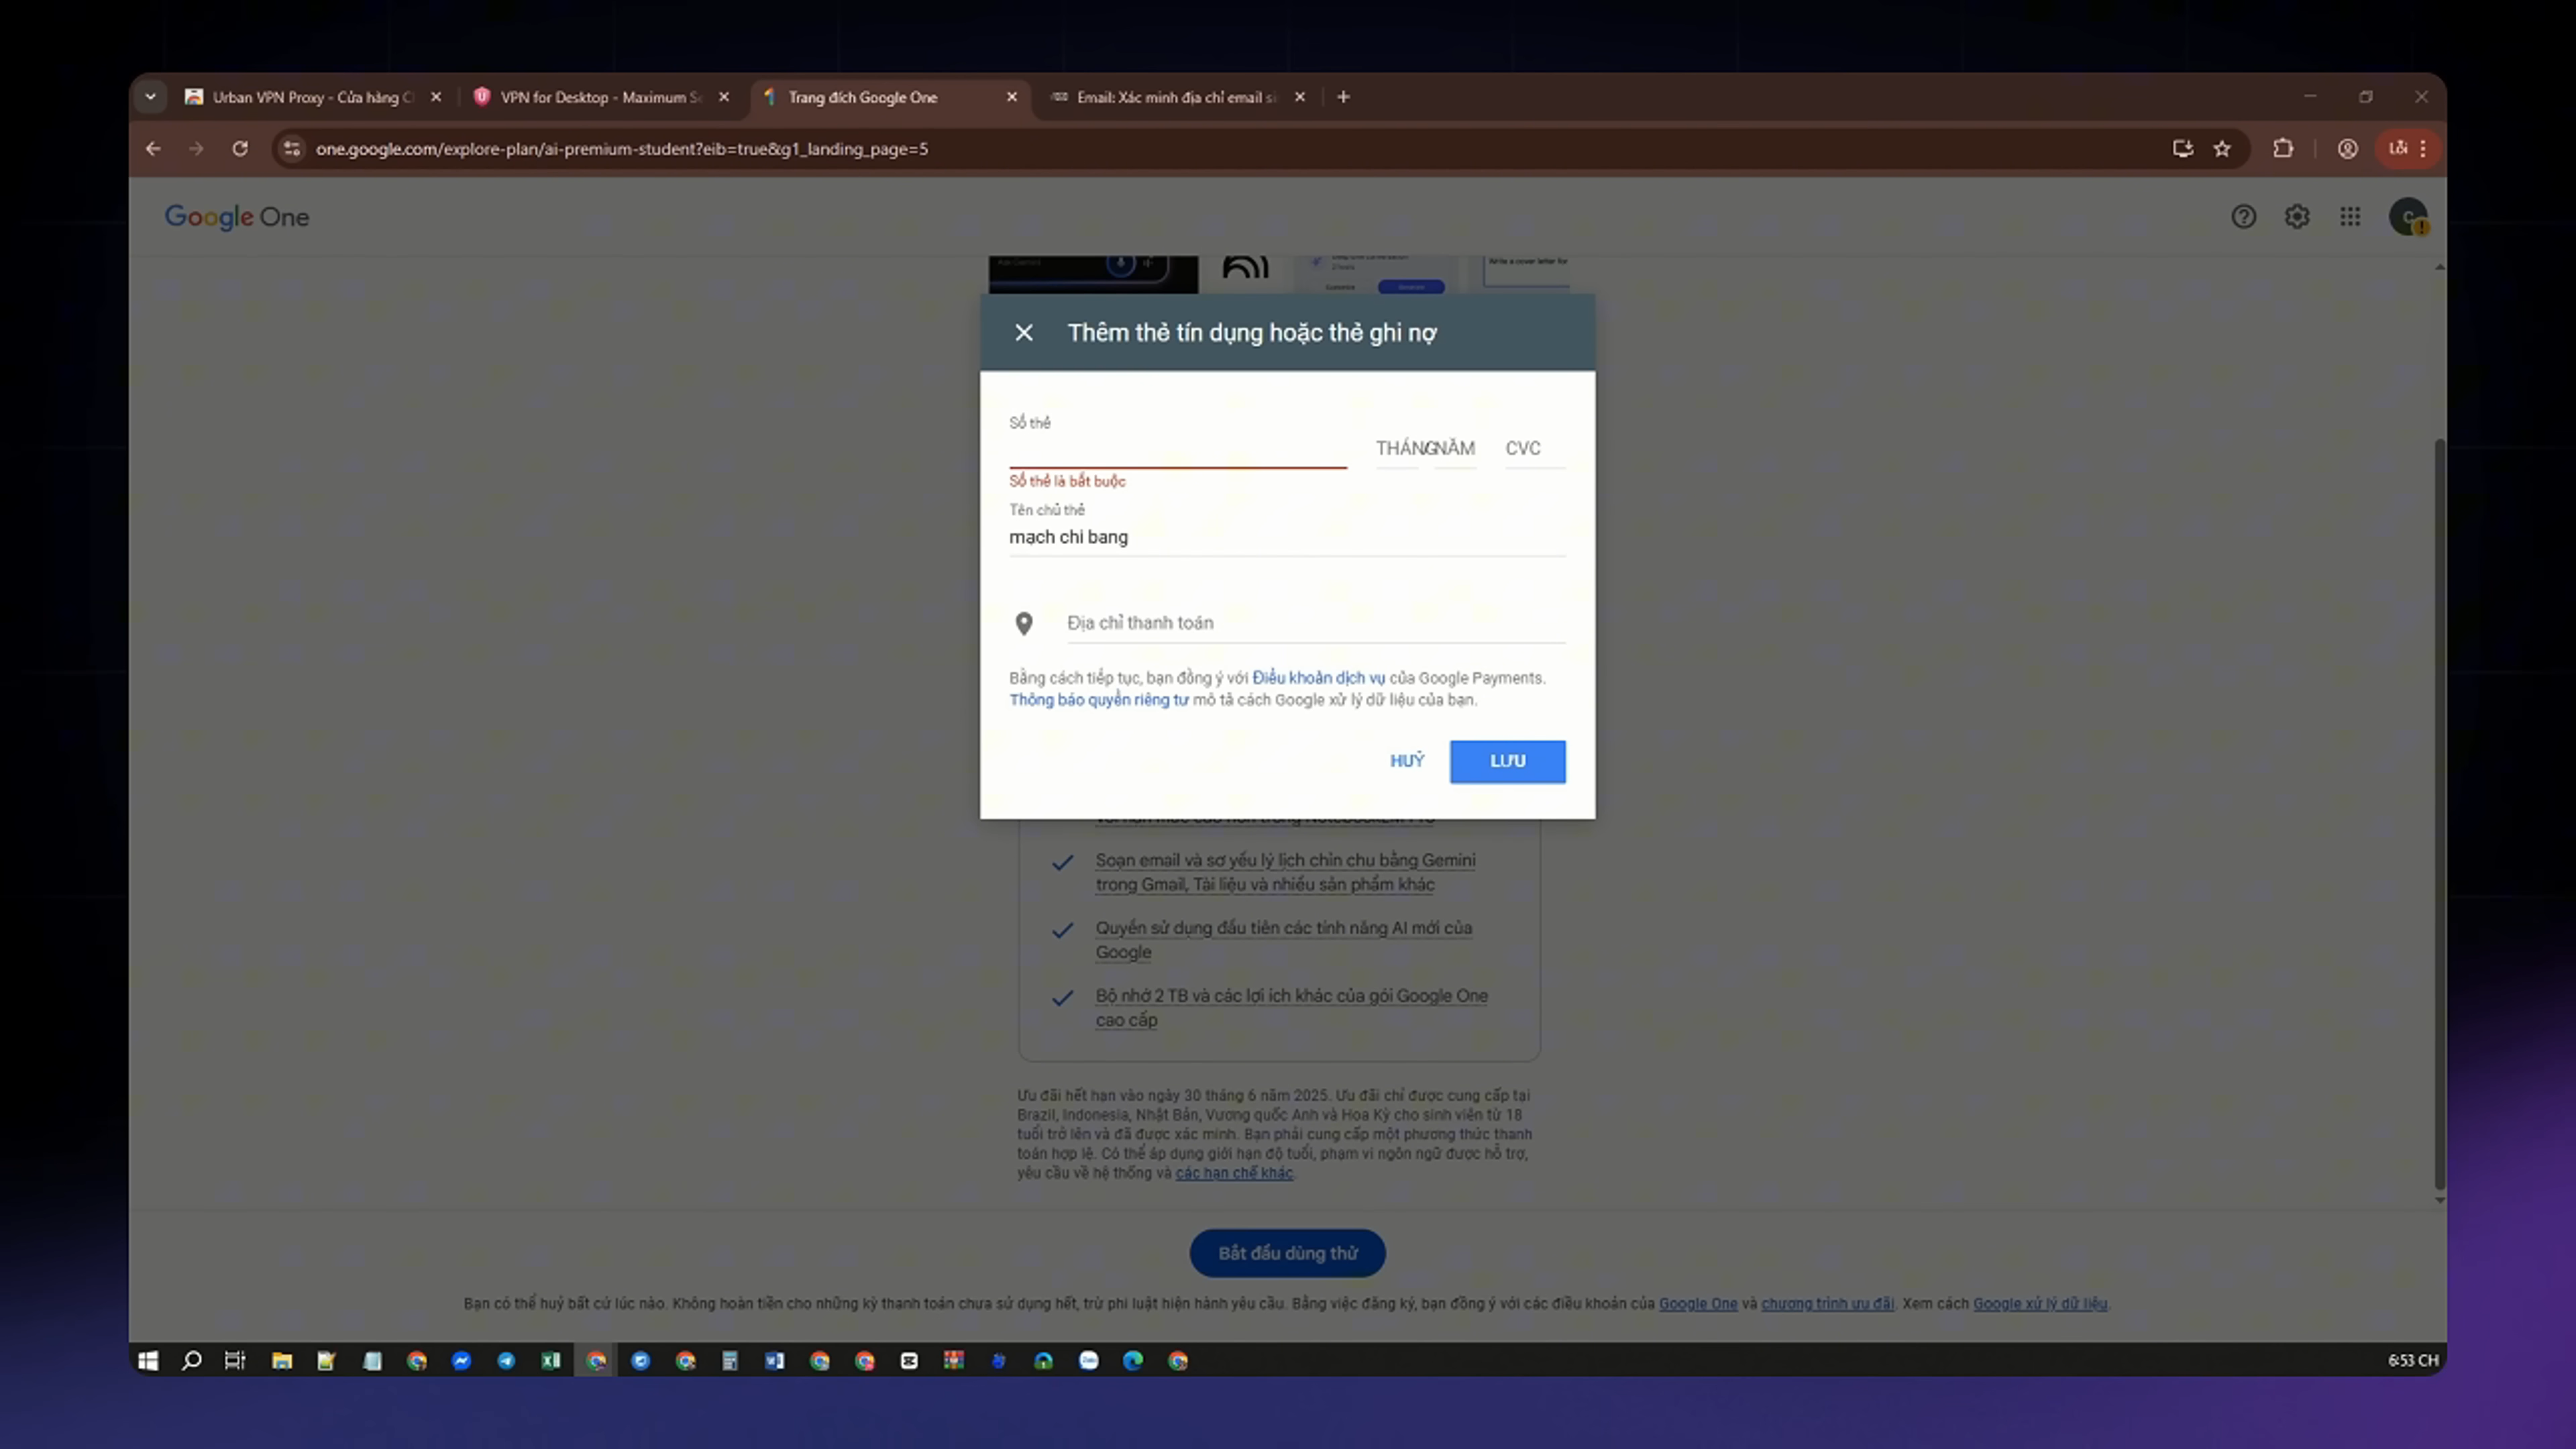 Urban VPN Proxy - Cửa hàng C
VPN for Desktop - Maximum Se
Trang đích Google One
Email: Xác minh địa chỉ email si
one.google.com/explore-plan/ai-premium-student?eib=true&g1_landing_page=5
Lỗi
Google One
C
Write a cover letter for
Thêm thẻ tín dụng hoặc thẻ ghi nợ
Số thẻ
THÁNG NĂM CVC
Số thẻ là bắt buộc
Tên chủ thẻ
mạch chi bang
Địa chỉ thanh toán
Bằng cách tiếp tục, bạn đồng ý với Điều khoản dịch vụ của Google Payments.
Thông báo quyền riêng tư mô tả cách Google xử lý dữ liệu của bạn.
HUỶ LƯU
Soạn email và sơ yếu lý lịch chỉn chu bằng Gemini
trong Gmail, Tài liệu và nhiều sản phẩm khác
Quyền sử dụng đầu tiên các tính năng AI mới của
Google
Bộ nhớ 2 TB và các lợi ích khác của gói Google One
cao cấp
Ưu đãi hết hạn vào ngày 30 tháng 6 năm 2025. Ưu đãi chỉ được cung cấp tại
Brazil, Indonesia, Nhật Bản, Vương quốc Anh và Hoa Kỳ cho sinh viên từ 18
tuổi trở lên và đã được xác minh. Bạn phải cung cấp một phương thức thanh
toán hợp lệ. Có thể áp dụng giới hạn độ tuổi, phạm vi ngôn ngữ được hỗ trợ,
yêu cầu về hệ thống và các hạn chế khác.
Bắt đầu dùng thử
Bạn có thể huỷ bất cứ lúc nào. Không hoàn tiền cho những kỳ thanh toán chưa sử dụng hết, trừ phi luật hiện hành yêu cầu. Bằng việc đăng ký, bạn đồng ý với các điều khoản của Google One và chương trình ưu đãi. Xem cách Google xử lý dữ liệu.
6:53 CH